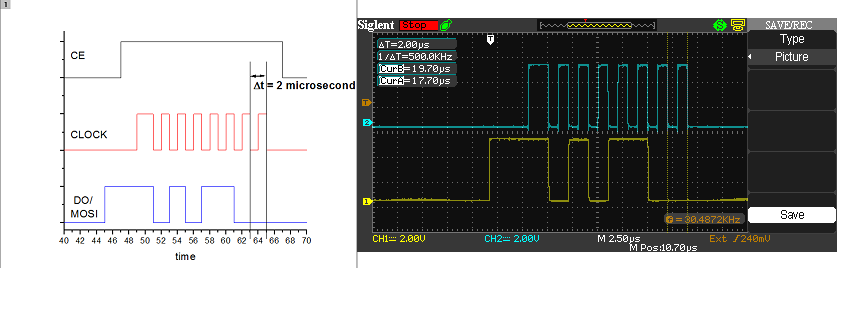 1
CE
Δt = 2 microsecond
CLOCK
DO/
MOSI
40 42 44 46 48 50 52 54 56 58 60 62 64 66 68 70
time
Siglent Stop
SAVE/REC
Type
Picture
Save
T
ΔT=2.00µs
1/ΔT=500.0KHz
CurB=19.70µs
CurA=17.70µs
T
2
1
F=30.4872KHz
CH1 2.00V CH2 2.00V M 2.50µs Ext 240mV
M Pos:10.70µs